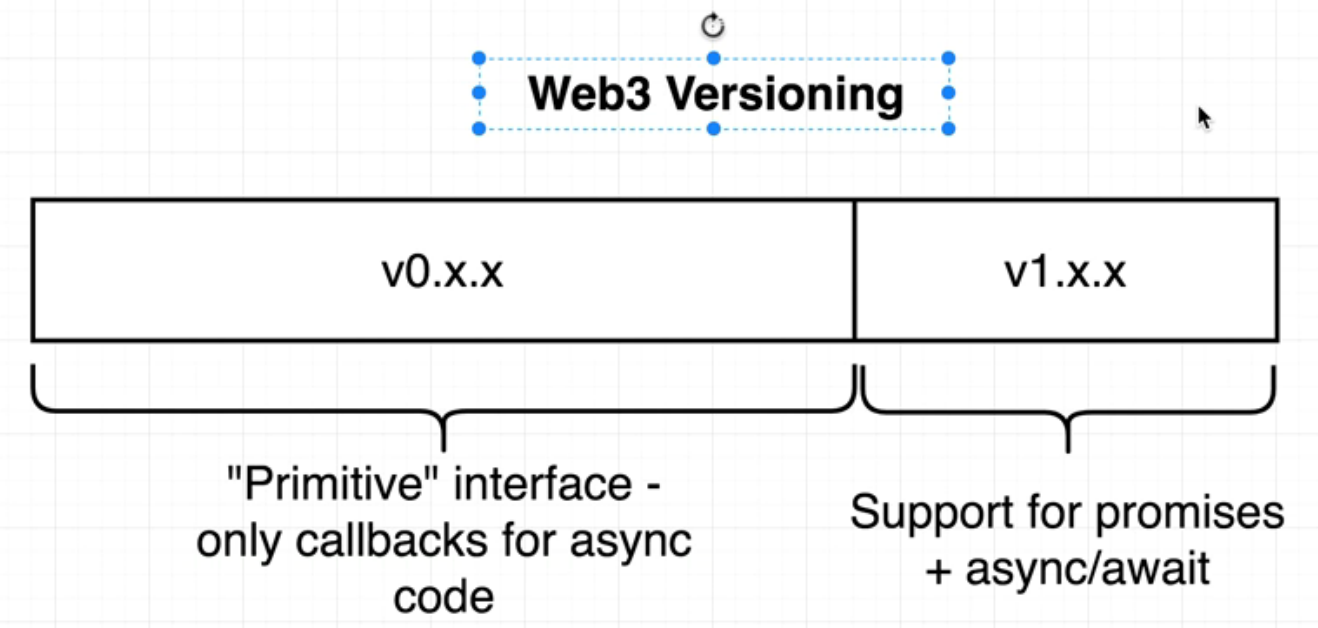 Web3 Versioning
v0.x.x
v1.x.x
"Primitive" interface -
only callbacks for async
code
Support for promises
+ async/await